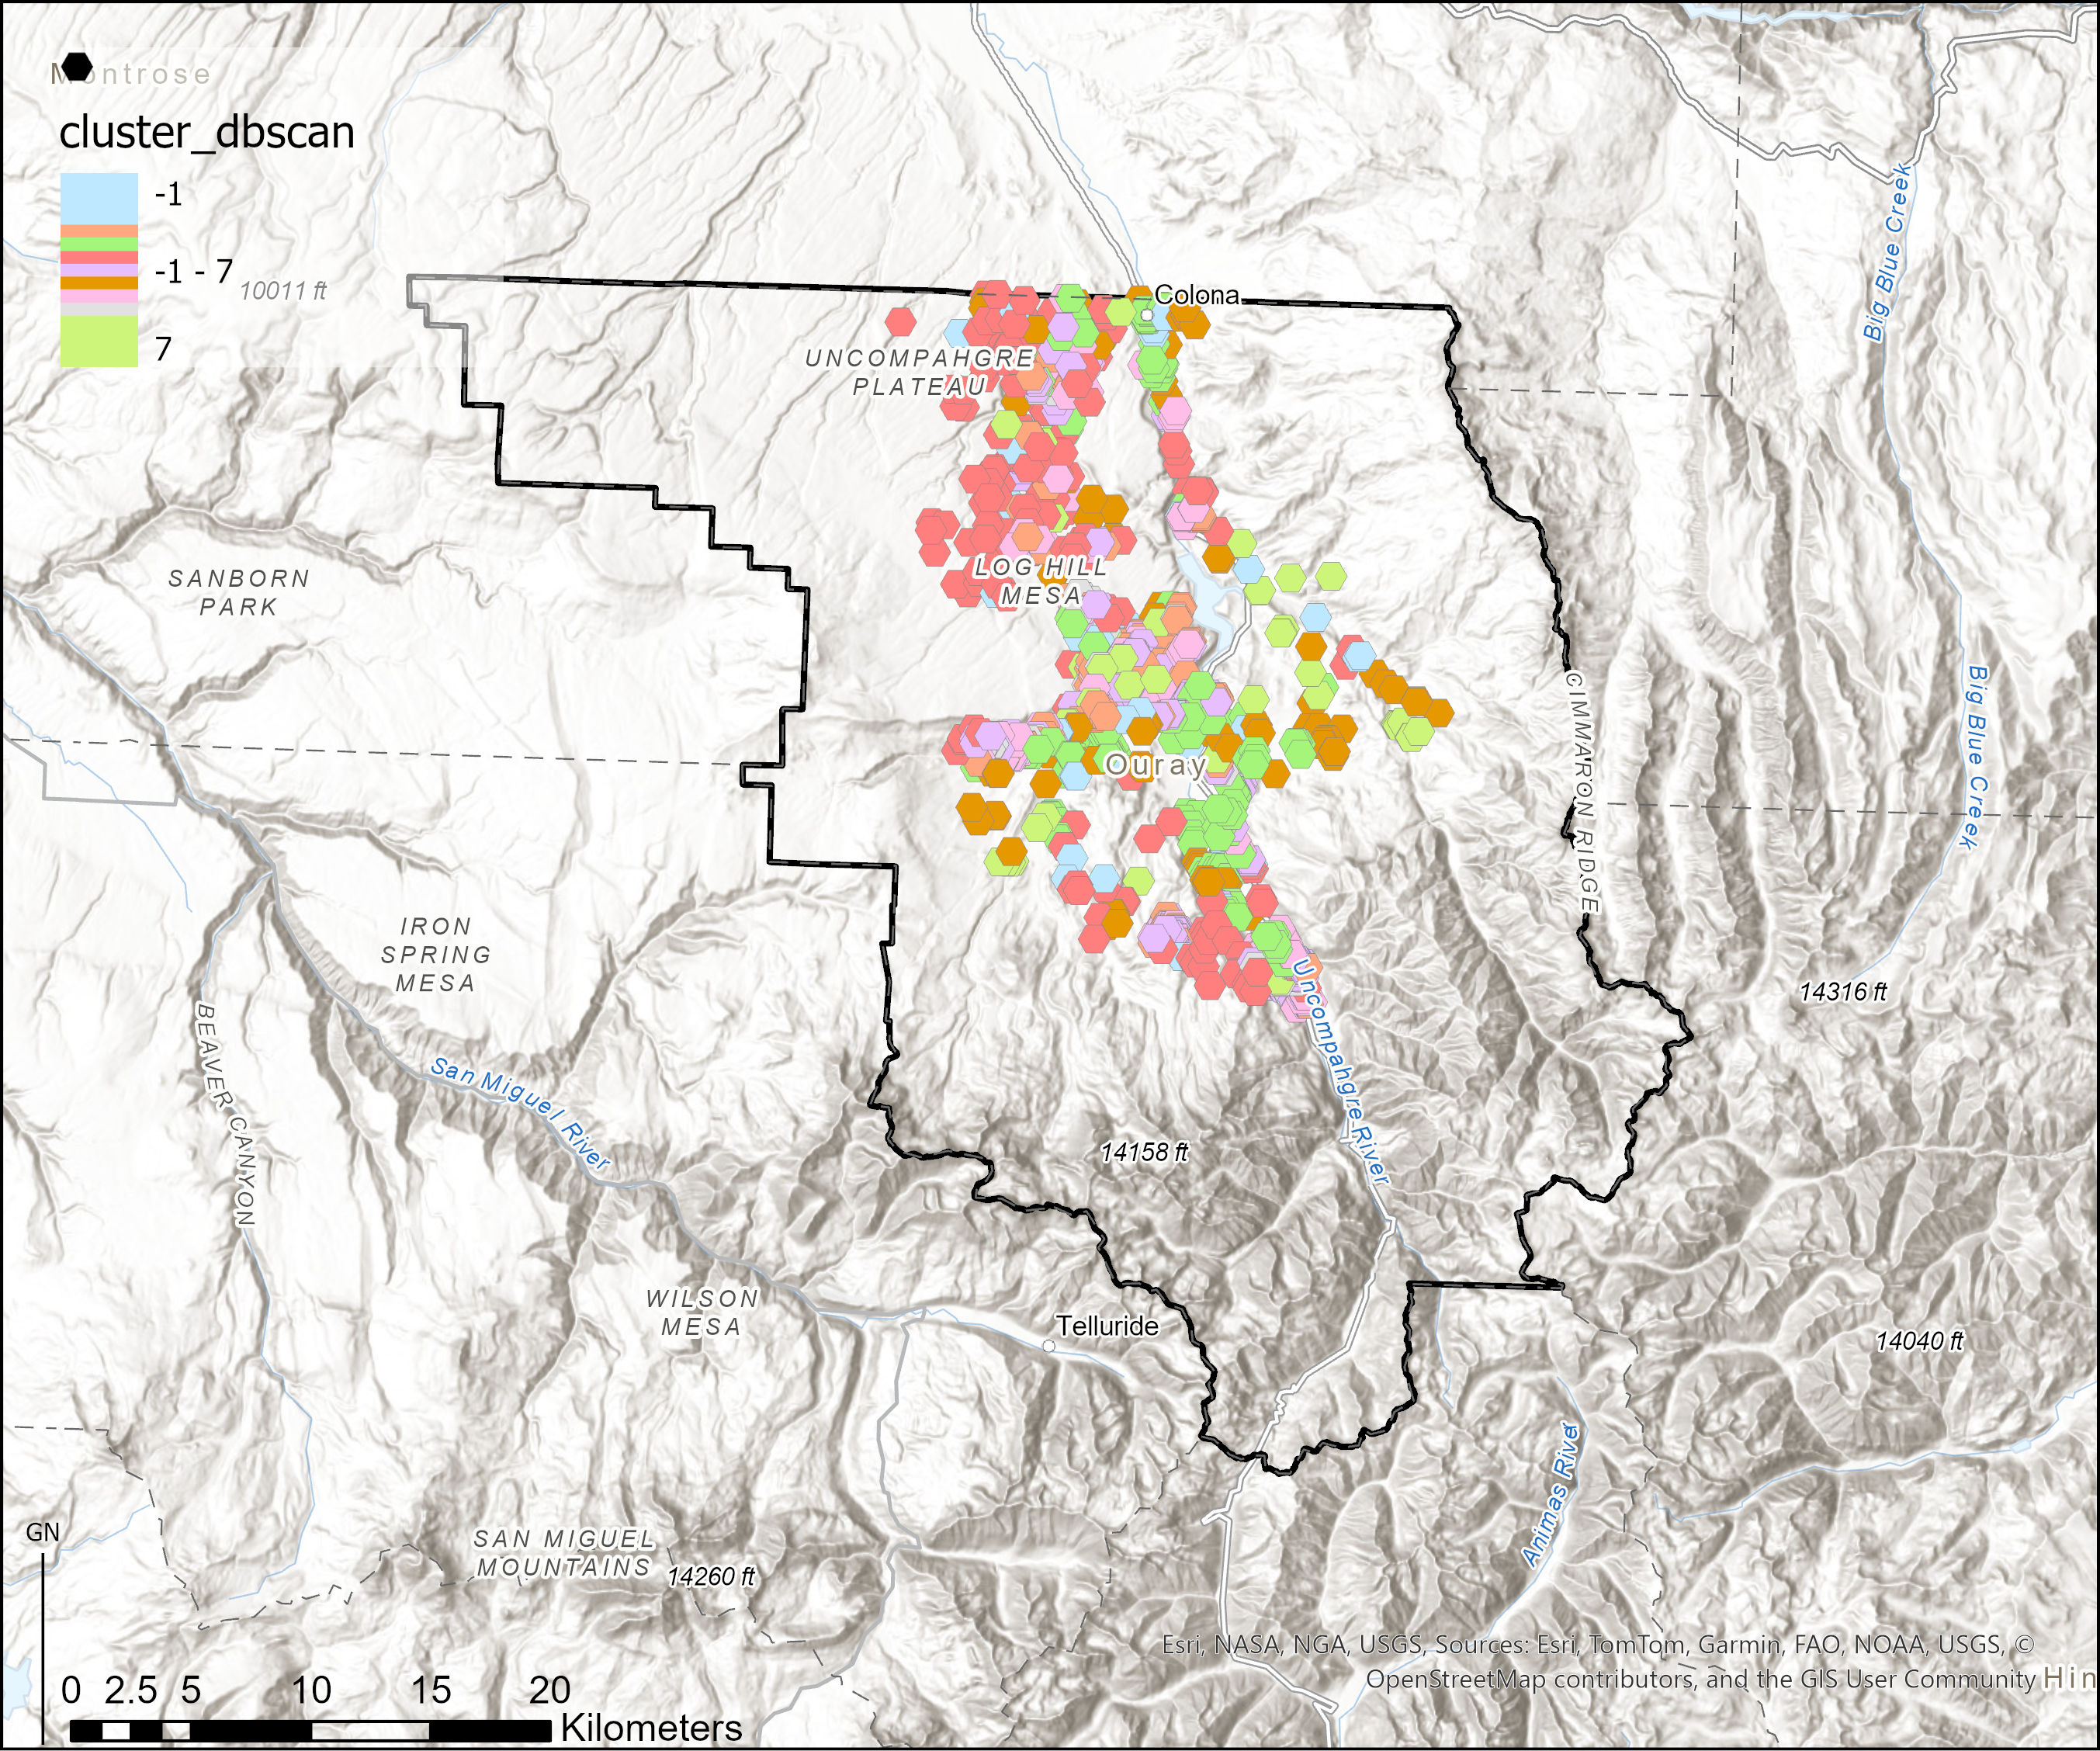 Montrose
cluster_dbscan
-1
-1 - 7
7
10011 ft
Colona
UNCOMPAHGRE
PLATEAU
Big Blue Creek
SANBORN
PARK
LOG HILL
MESA
CIMMARON RIDGE
Big Blue Creek
Ouray
IRON
SPRING
MESA
BEAVER CANYON
San Miguel River
Uncompahgre River
14316 ft
14158 ft
WILSON
MESA
Telluride
14040 ft
Animas River
GN
SAN MIGUEL
MOUNTAINS
14260 ft
0 2.5 5 10 15 20
Kilometers
Esri, NASA, NGA, USGS, Sources: Esri, TomTom, Garmin, FAO, NOAA, USGS, ©
OpenStreetMap contributors, and the GIS User Community
Hin